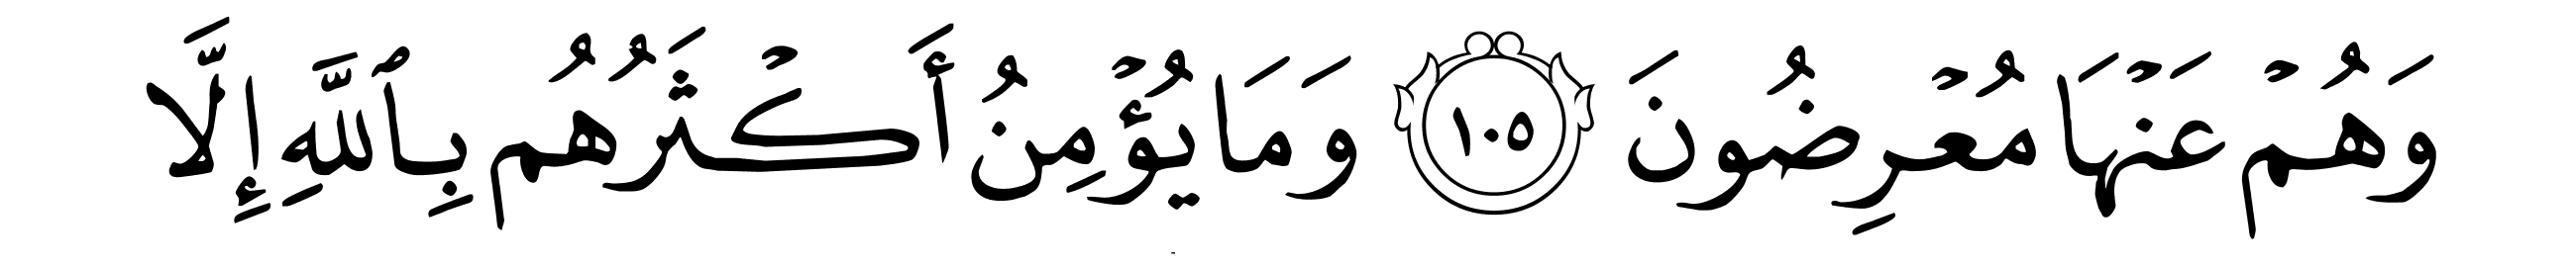 وَهُمۡ عَنۡهَا مُعۡرِضُونَ ١٠٥ وَمَا يُؤۡمِنُ أَكۡثَرُهُم بِٱللَّهِ إِلَّا